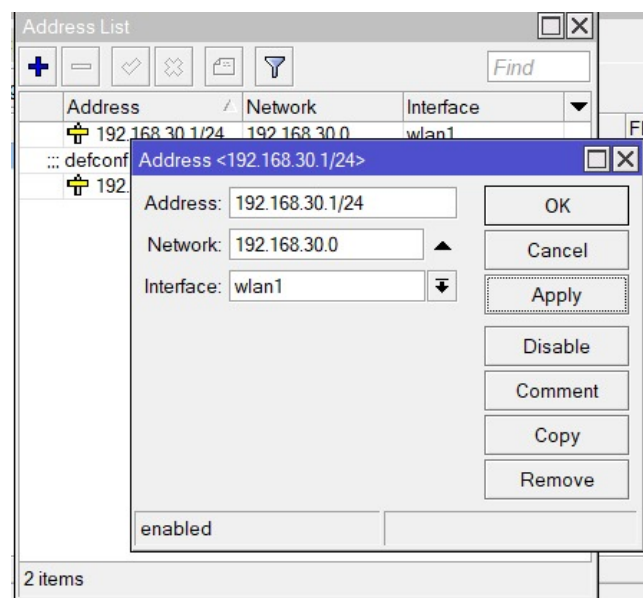 Address List
Find
Address Network Interface
192.168.30.1/24 192.168.30.0 wlan1
::: defconf
192.
Address <192.168.30.1/24>
Address: 192.168.30.1/24
Network: 192.168.30.0
Interface: wlan1
OK
Cancel
Apply
Disable
Comment
Copy
Remove
enabled
2 items